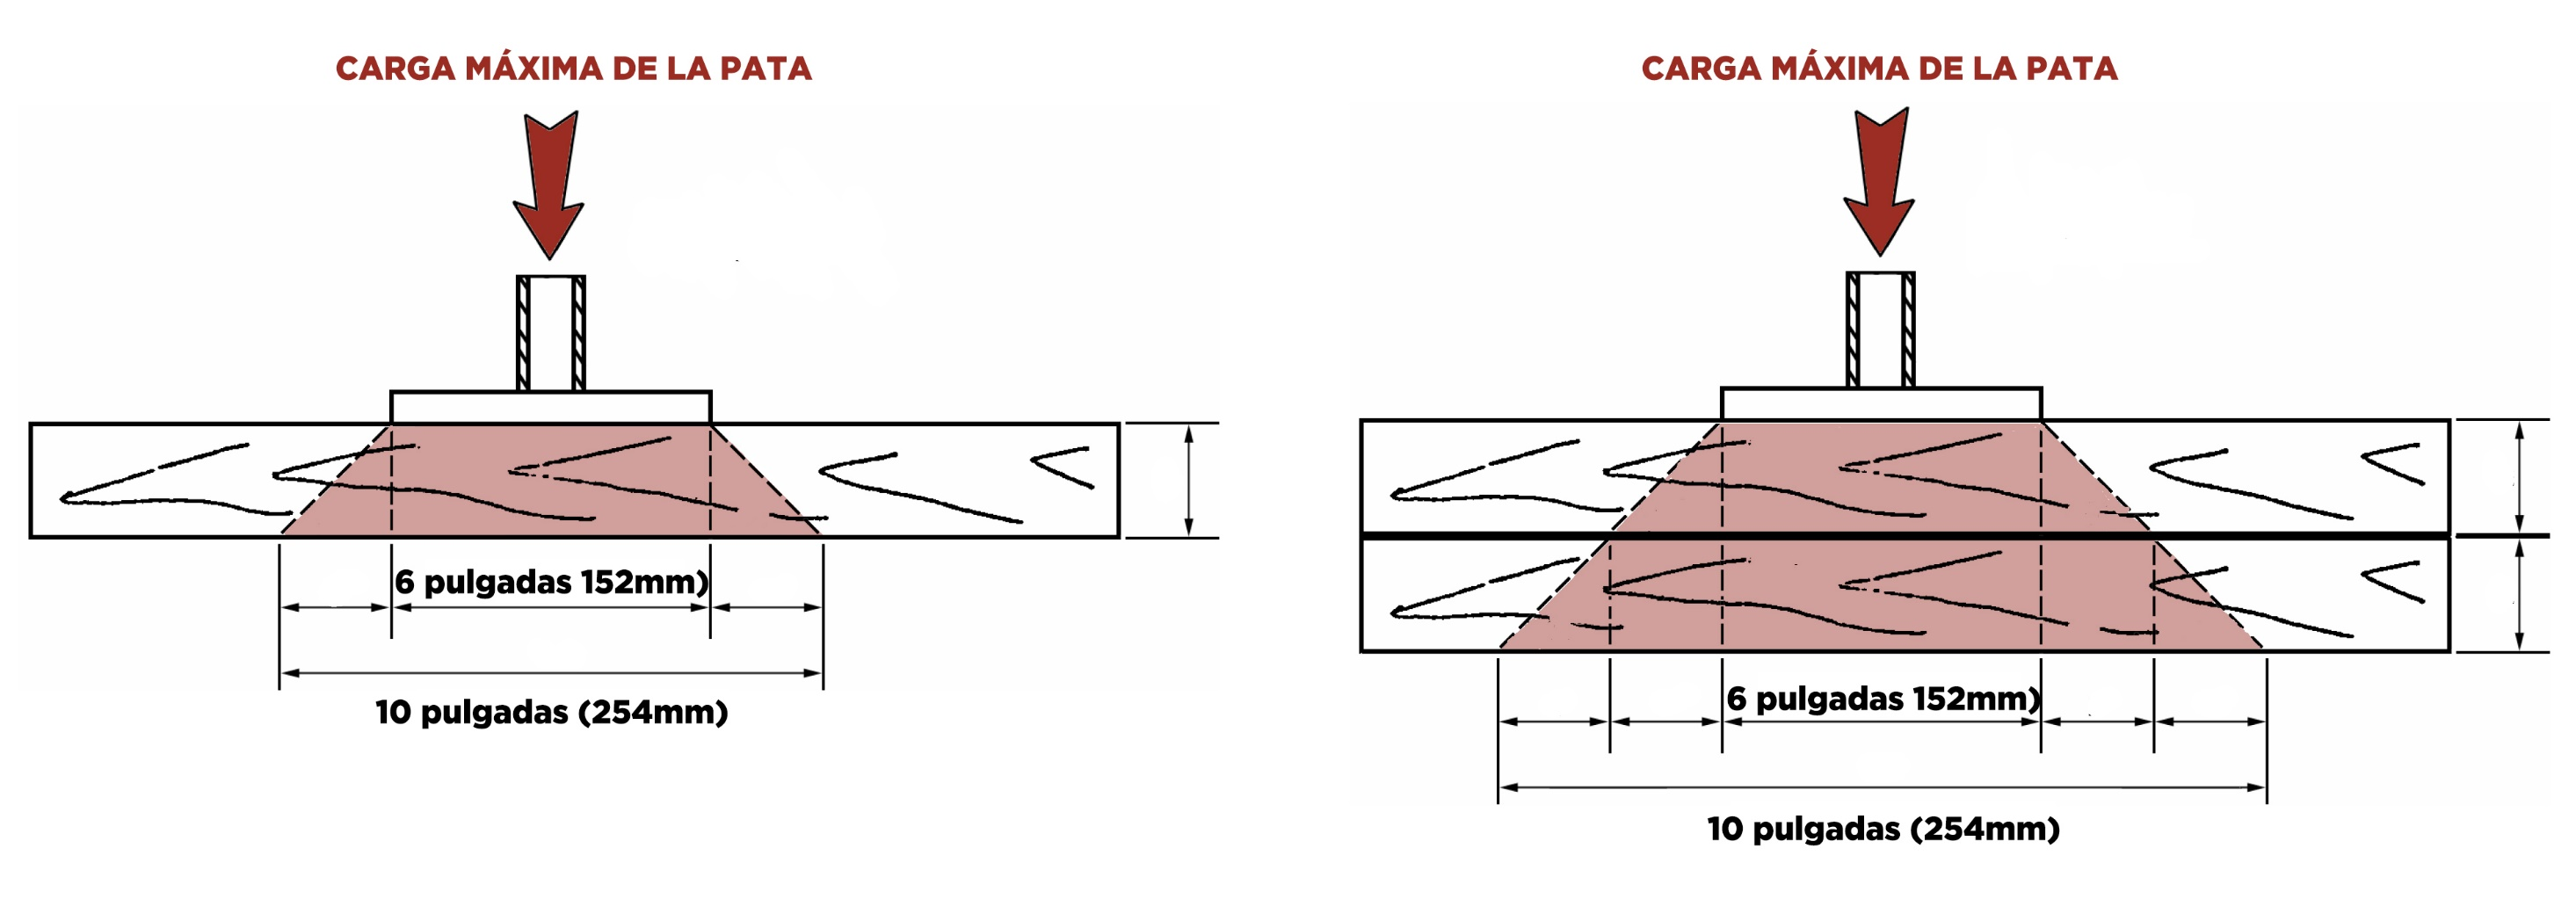 CARGA MÁXIMA DE LA PATA
6 pulgadas 152mm)
10 pulgadas (254mm)
CARGA MÁXIMA DE LA PATA
6 pulgadas 152mm)
10 pulgadas (254mm)